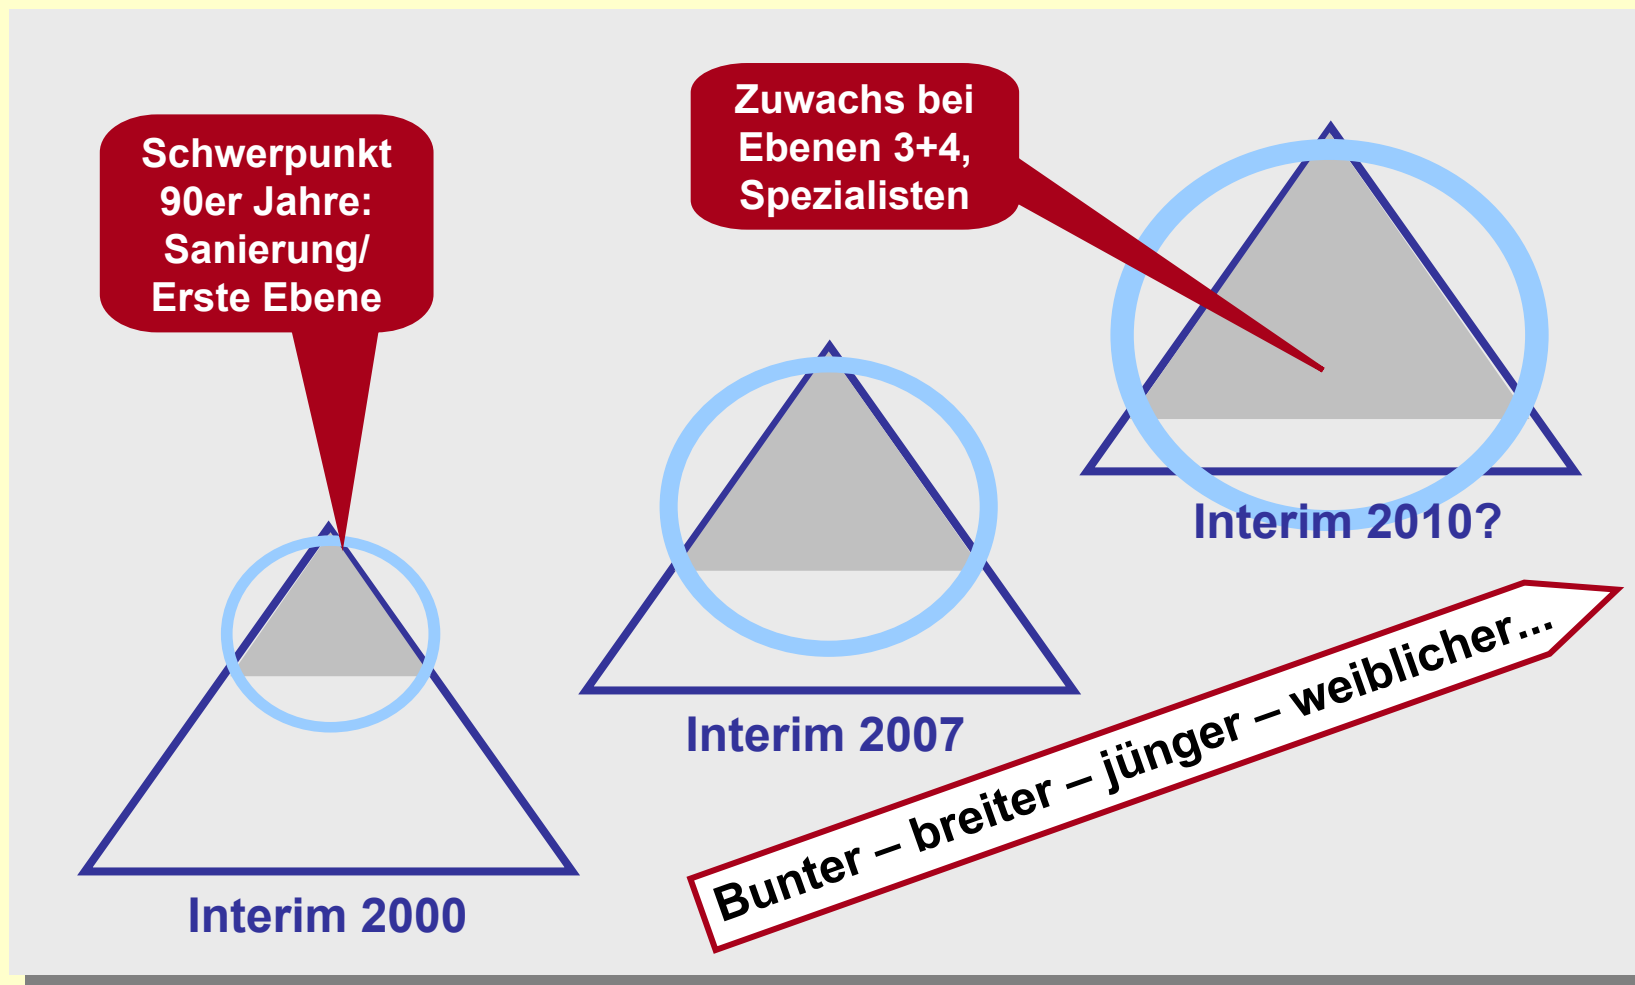 Schwerpunkt
90er Jahre:
Sanierung/
Erste Ebene
Zuwachs bei
Ebenen 3+4,
Spezialisten
Interim 2010?
Interim 2007
Interim 2000
Bunter – breiter – jünger – weiblicher...